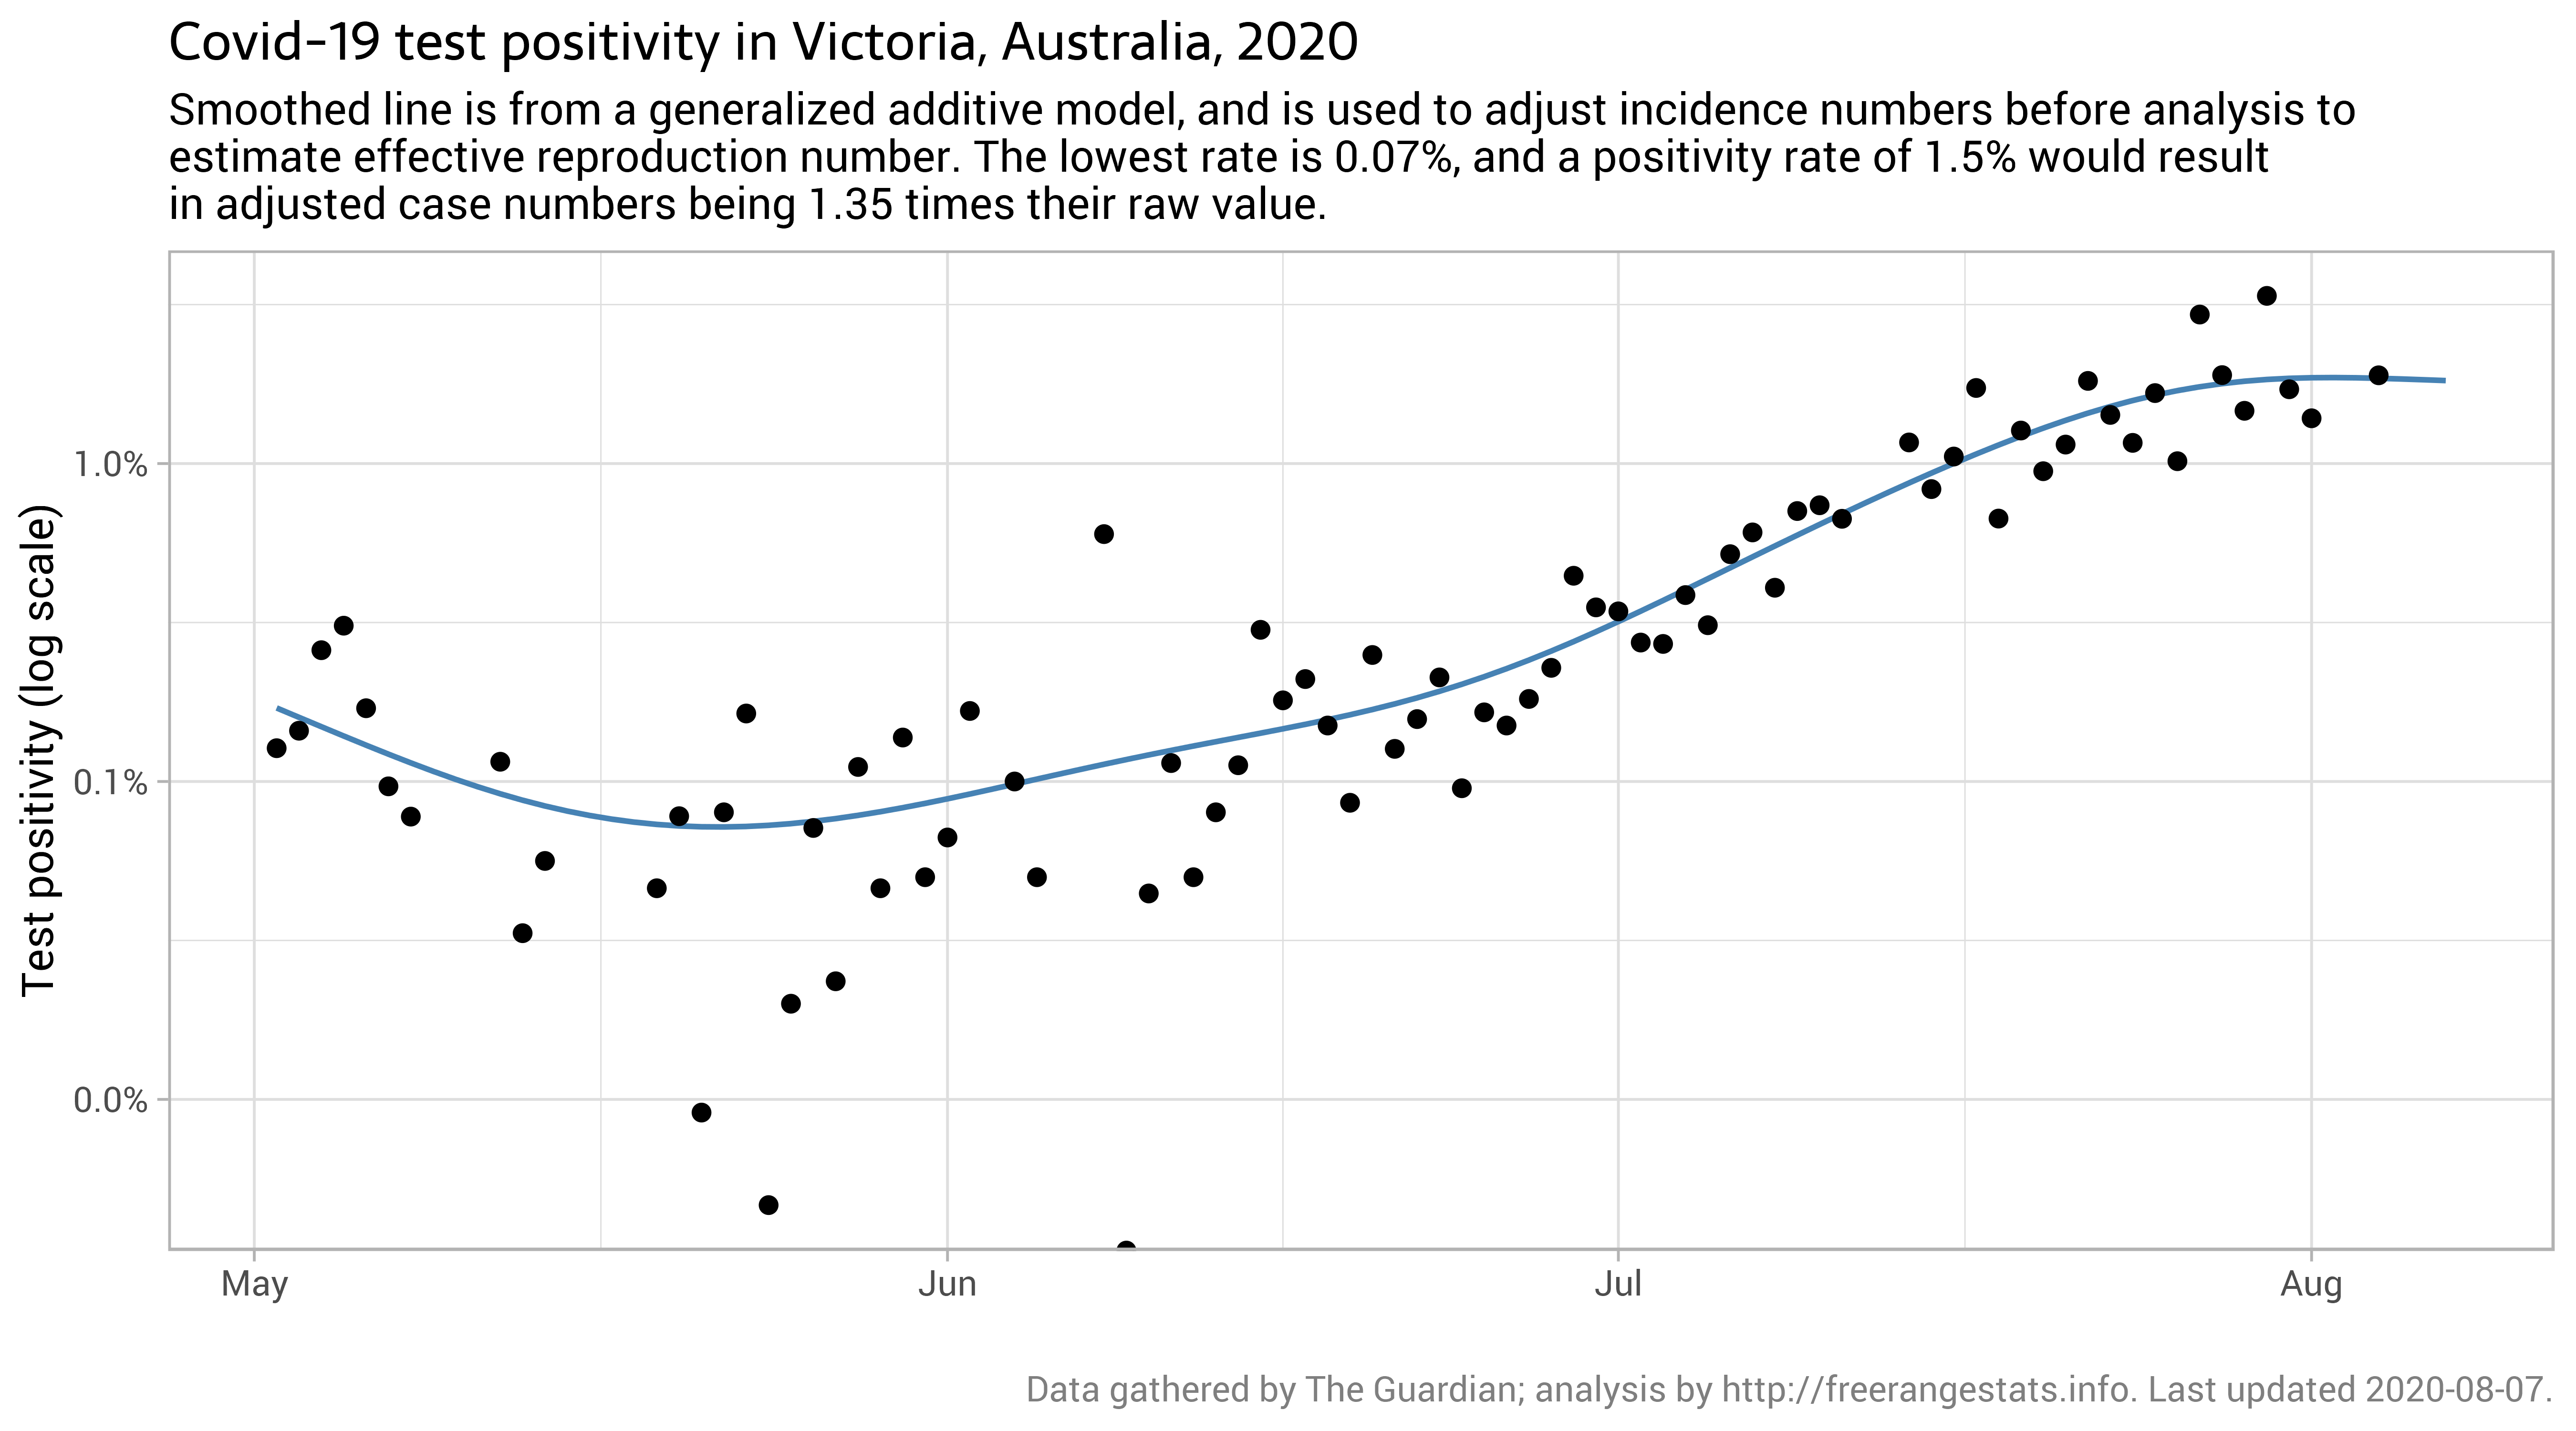 Covid-19 test positivity in Victoria, Australia, 2020
Smoothed line is from a generalized additive model, and is used to adjust incidence numbers before analysis to
estimate effective reproduction number. The lowest rate is 0.07%, and a positivity rate of 1.5% would result
in adjusted case numbers being 1.35 times their raw value.
Test positivity (log scale)
1.0%
0.1%
0.0%
May
Jun
Jul
Aug
Data gathered by The Guardian; analysis by http://freerangestats.info. Last updated 2020-08-07.